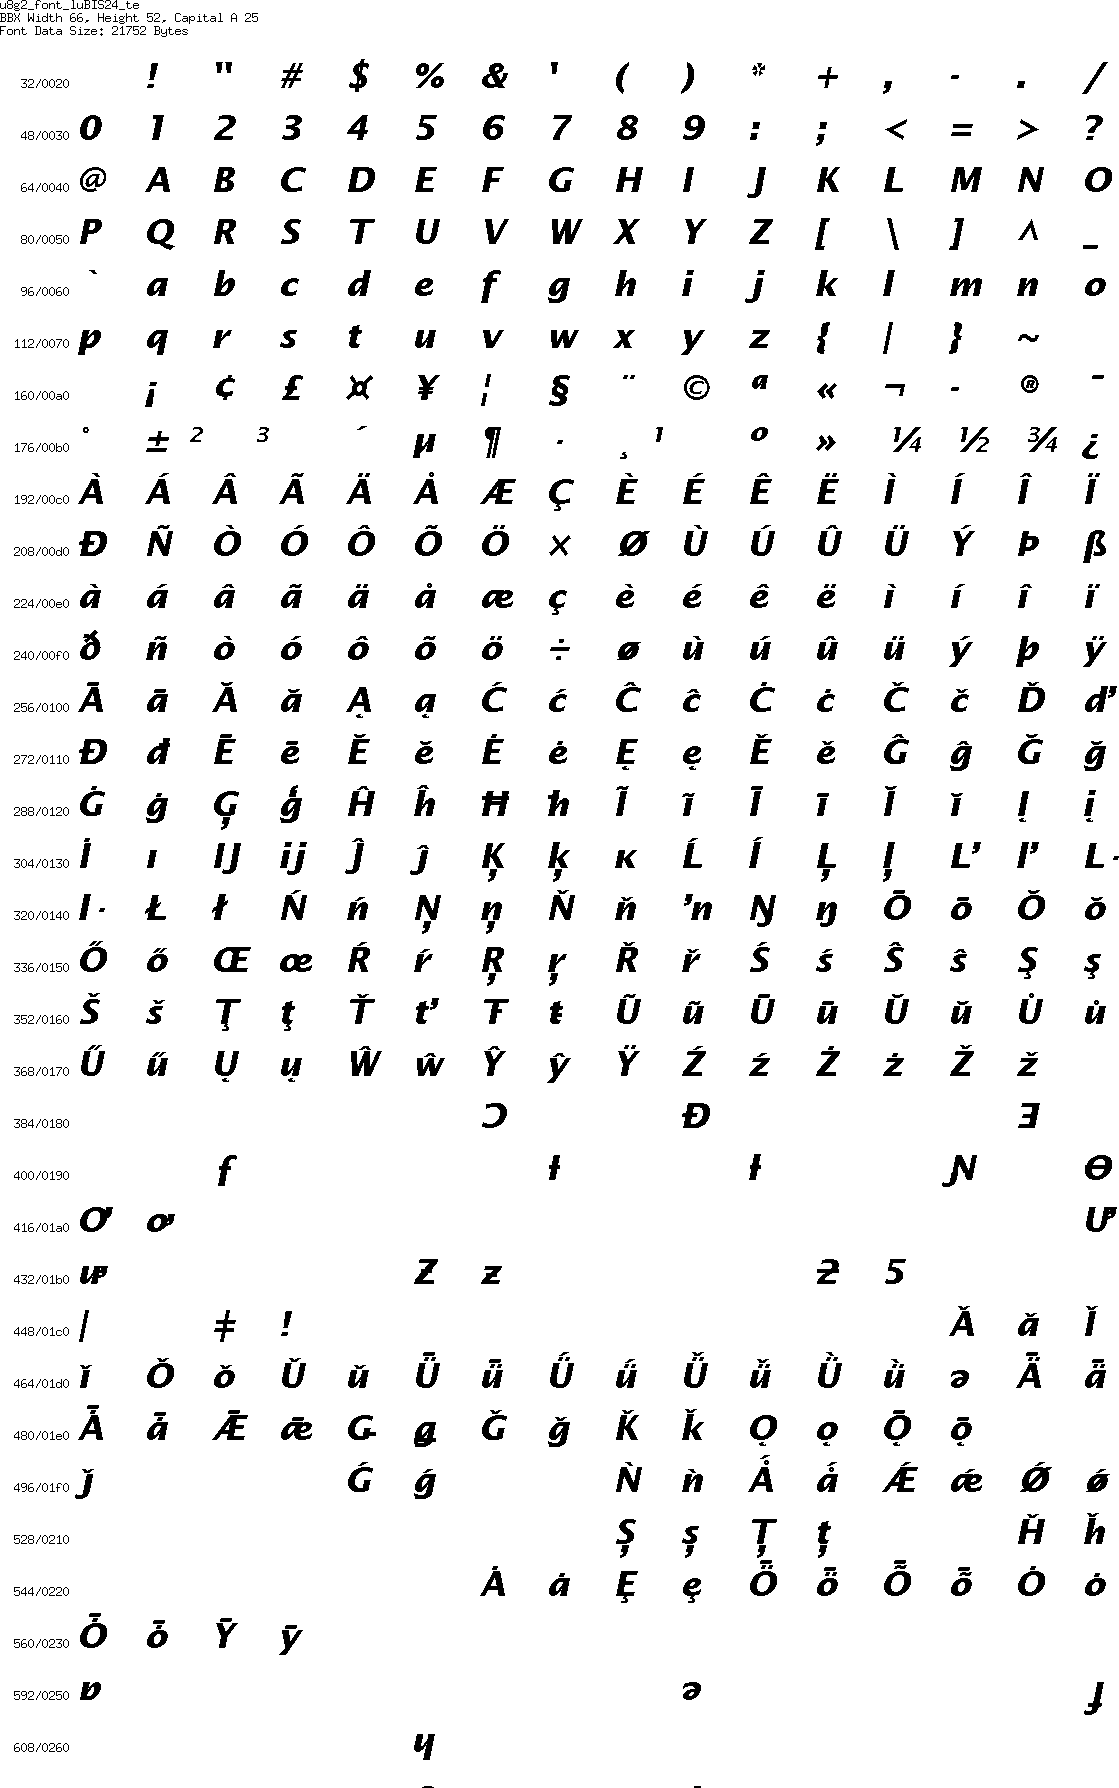 u8g2_font_luBIS24_te
BBX Width 66, Height 52, Capital A 25
Font Data Size: 21752 Bytes
32/0020 ! " # $ % & ' ( ) * + , - . /
48/0030 0 1 2 3 4 5 6 7 8 9 : ; < = > ?
64/0040 @ A B C D E F G H I J K L M N O
80/0050 P Q R S T U V W X Y Z [ \ ] ^ _
96/0060 ` a b c d e f g h i j k l m n o
112/0070 p q r s t u v w x y z { | } ~
160/00a0 ¡ ¢ £ ¤ ¥ ¦ § ¨ © ª « ¬ - ® ¯
176/00b0 ° ± ² ³ ´ µ ¶ · ¸ ¹ º » ¼ ½ ¾ ¿
192/00c0 À Á Â Ã Ä Å Æ Ç È É Ê Ë Ì Í Î Ï
208/00d0 Ð Ñ Ò Ó Ô Õ Ö × Ø Ù Ú Û Ü Ý Þ ß
224/00e0 à á â ã ä å æ ç è é ê ë ì í î ï
240/00f0 ð ñ ò ó ô õ ö ÷ ø ù ú û ü ý þ ÿ
256/0100 Ā ā Ă ă Ą ą Ć ć Ĉ ĉ Ċ ċ Č č Ď ď
272/0110 Đ đ Ē ē Ĕ ĕ Ė ė Ę ę Ě ě Ĝ ĝ Ğ ğ
288/0120 Ġ ġ Ģ ģ Ĥ ĥ Ħ ħ Ĩ ĩ Ī ī Ĭ ĭ Į į
304/0130 İ ı Ĳ ĳ Ĵ ĵ Ķ ķ ĸ Ĺ ĺ Ļ ļ Ľ ľ Ŀ
320/0140 ŀ Ł ł Ń ń Ņ ņ Ň ň ŉ Ŋ ŋ Ō ō Ŏ ŏ
336/0150 Ő ő Œ œ Ŕ ŕ Ŗ ŗ Ř ř Ś ś Ŝ ŝ Ş ş
352/0160 Š š Ţ ţ Ť ť Ŧ ŧ Ũ ũ Ū ū Ŭ ŭ Ů ů
368/0170 Ű ű Ų ų Ŵ ŵ Ŷ ŷ Ÿ Ź ź Ż ż Ž ž
384/0180 Ɔ Ɖ Ǝ
400/0190 ƒ Ɨ ƚ Ɲ Ɵ
416/01a0 Ơ ơ Ư
432/01b0 ư Ƶ ƶ ƻ Ƽ
448/01c0 ǀ ǂ ǃ Ǎ ǎ Ǐ
464/01d0 ǐ Ǒ ǒ Ǔ ǔ Ǖ ǖ Ǘ ǘ Ǚ ǚ Ǜ ǜ ǝ Ǟ ǟ
480/01e0 Ǡ ǡ Ǣ ǣ Ǥ ǥ Ǧ ǧ Ǩ ǩ Ǫ ǫ Ǭ ǭ
496/01f0 ǰ Ǵ ǵ Ǹ ǹ Ǻ ǻ Ǽ ǽ Ǿ ǿ
528/0210 Ș ș Ț ț Ȟ ȟ
544/0220 Ȧ ȧ Ȩ ȩ Ȫ ȫ Ȭ ȭ Ȯ ȯ
560/0230 Ȱ ȱ Ȳ ȳ
592/0250 ɒ ə ɟ
608/0260 ɥ